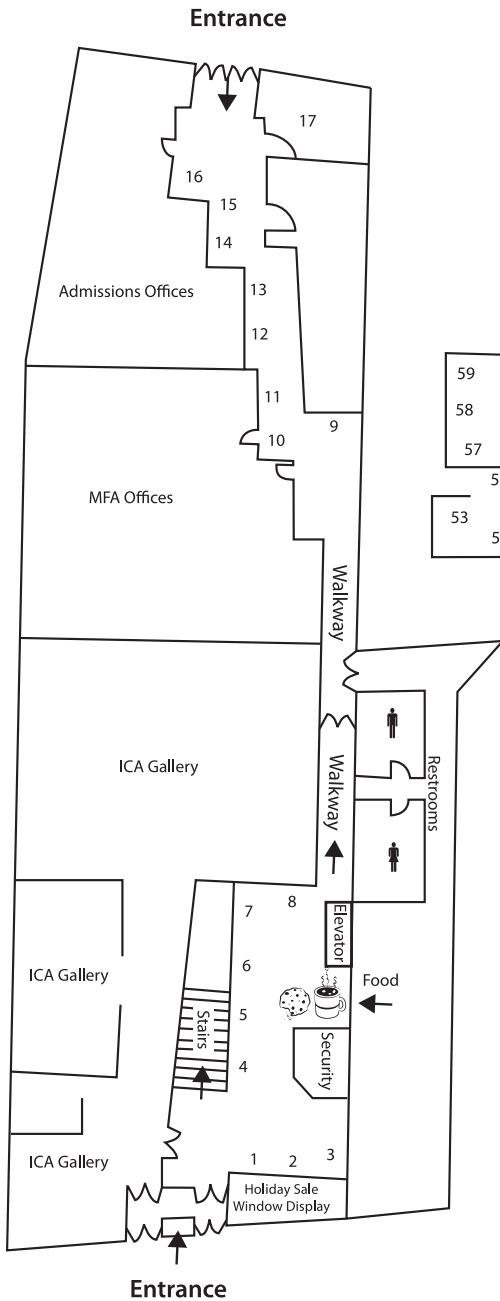 Entrance
17
16
15
14
13
Admissions Offices
12
59
11
58
9
10
57
5
MFA Offices
53
5
Walkway
ICA Gallery
Walkway
Restrooms
7
8
Elevator
6
ICA Gallery
Food
5
Stairs
Security
4
1
2
3
ICA Gallery
Holiday Sale
Window Display
Entrance